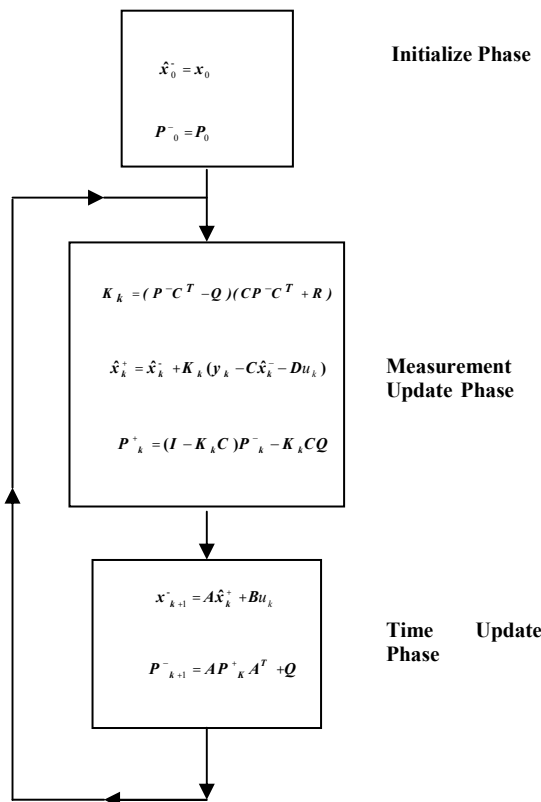 Initialize Phase
x̂⁻₀ = x₀
P⁻₀ = P₀
K_k = (P⁻C^T − Q)(CP⁻C^T + R)
x̂⁺_k = x̂⁻_k + K_k(y_k − Cx̂⁻_k − Du_k)
Measurement
Update Phase
P⁺_k = (I − K_kC)P⁻_k − K_kCQ
x⁻_{k+1} = Ax̂⁺_k + Bu_k
Time Update
Phase
P⁻_{k+1} = AP⁺_K A^T + Q